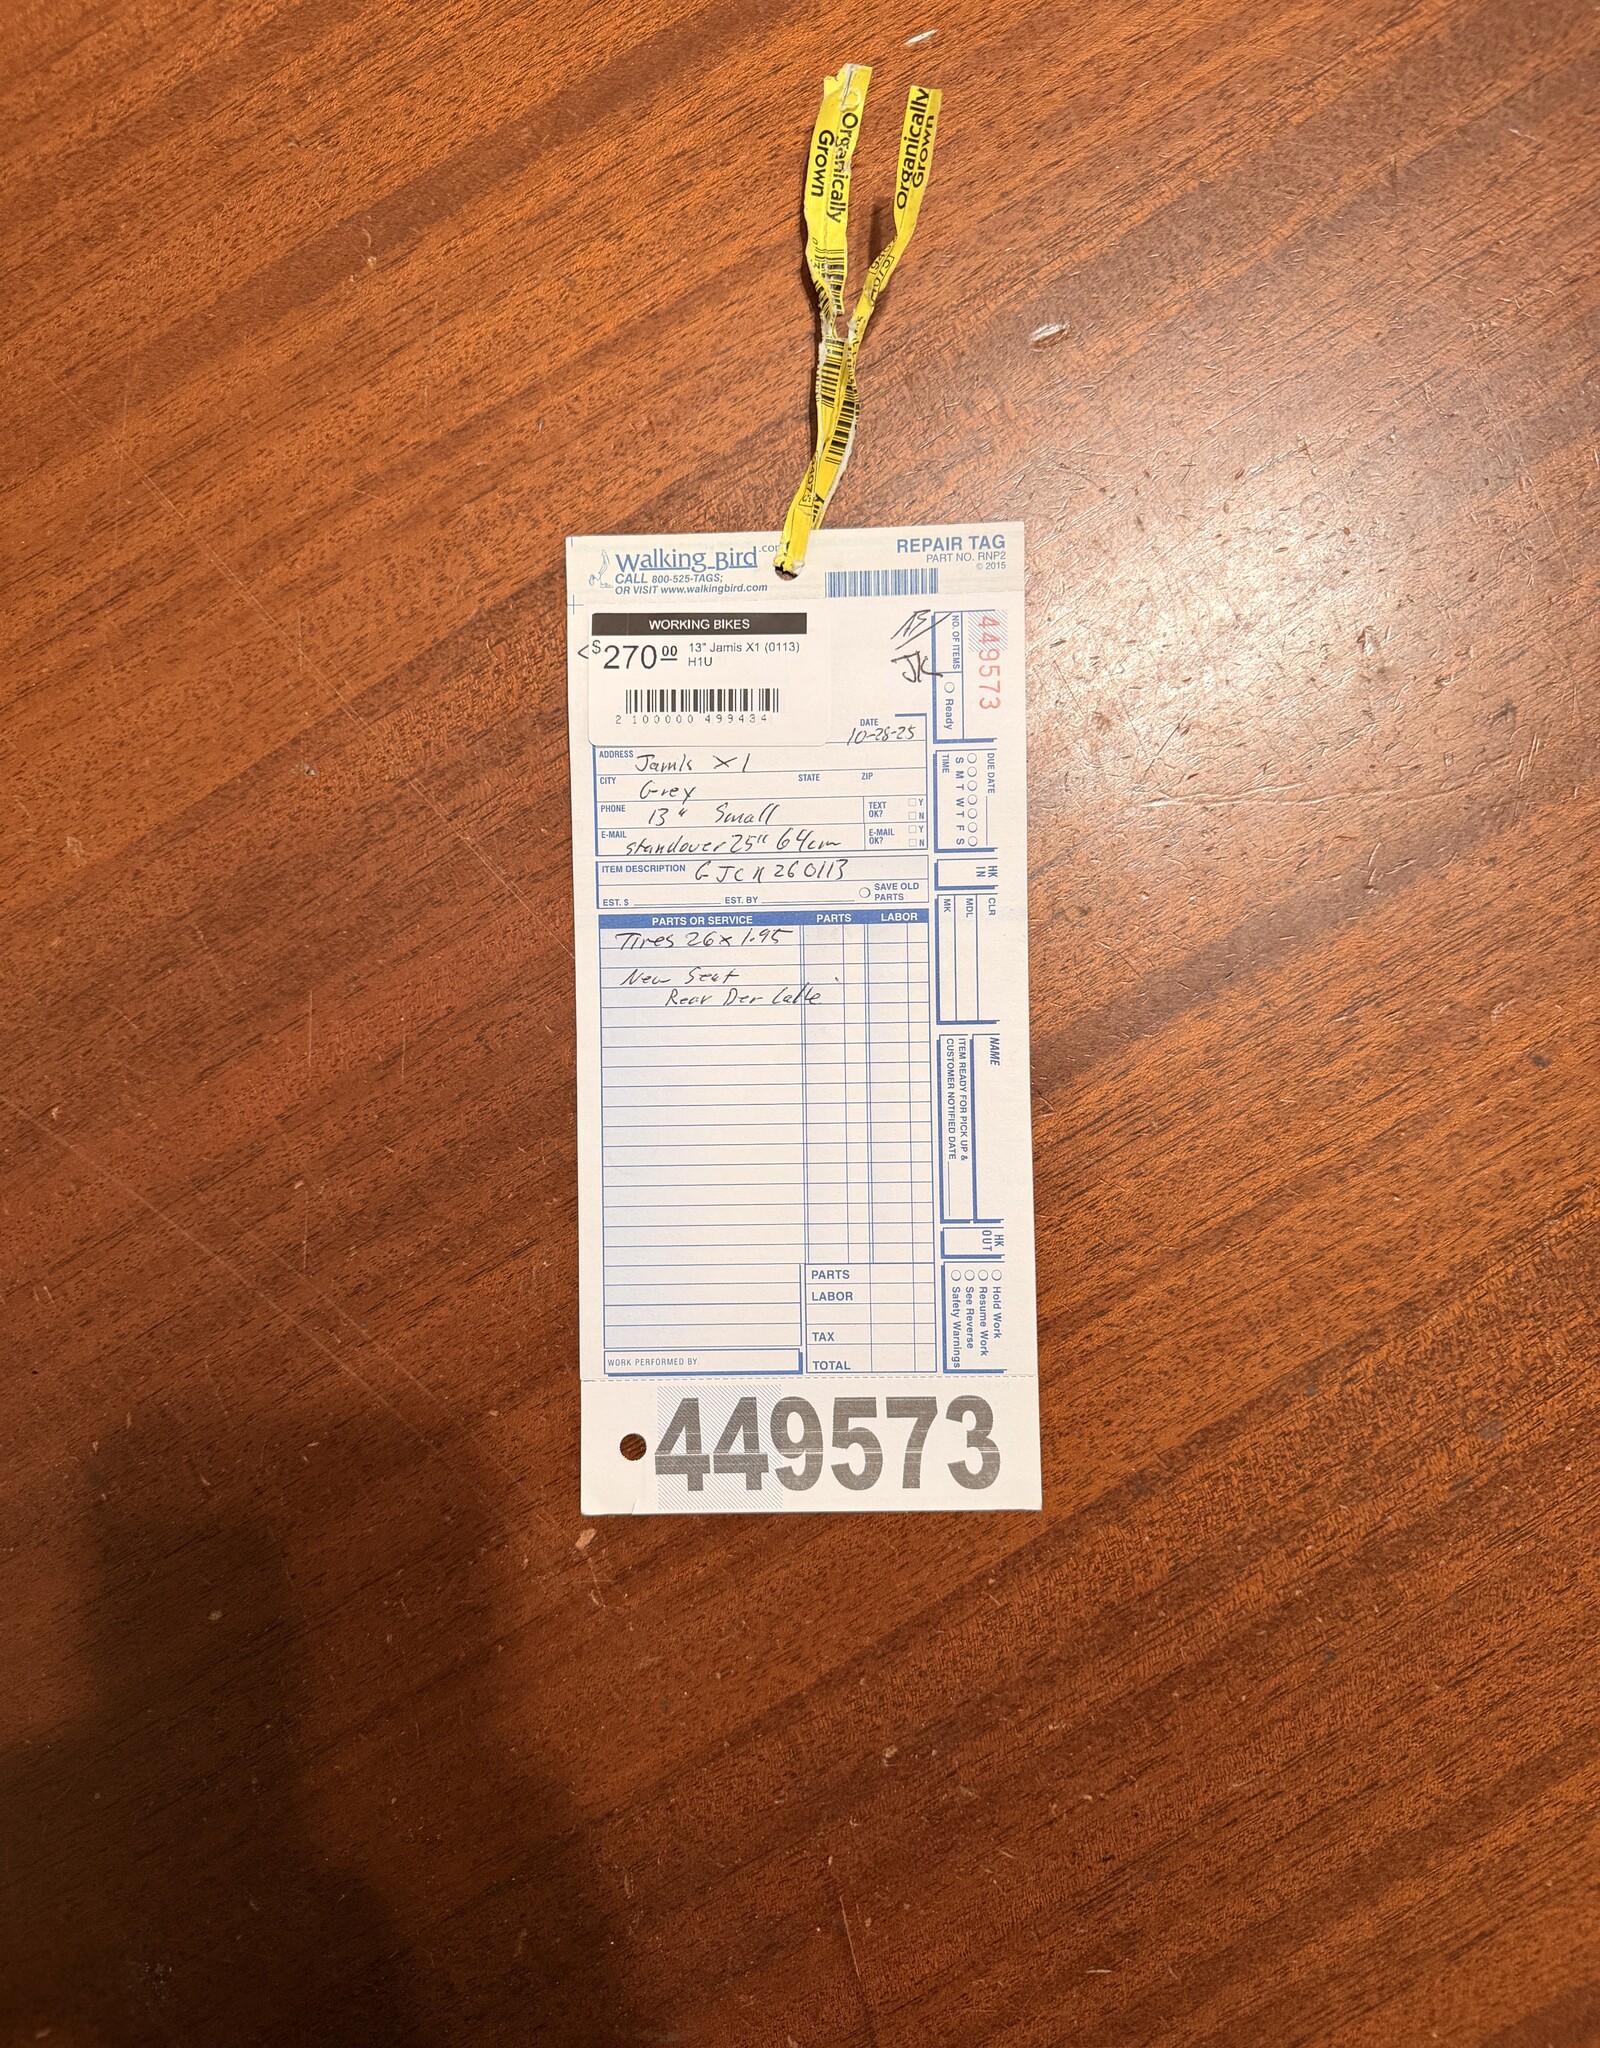 Organically
Grown
Organically
Grown
Walking Bird.com
CALL 800-525-TAGS;
OR VISIT www.walkingbird.com
REPAIR TAG
PART NO. RNP2
© 2015
WORKING BIKES
<$270.00 13" Jamis X1 (0113)
H1U
2 100000 499434
JK
NO. OF ITEMS
Ready
449573
DATE
10-28-25
ADDRESS Jamis X1
CITY Grey STATE ZIP
PHONE 13" Small TEXT OK? Y N
E-MAIL standover 25" 64cm E-MAIL OK? Y N
ITEM DESCRIPTION GJCH260113
EST. $ EST. BY SAVE OLD PARTS
PARTS OR SERVICE PARTS LABOR
Tires 26x1.95
New Seat
Rear Der Cable
DUE DATE
S M T W T F S
TIME
HK IN
CLR
MDL
MK
NAME
ITEM READY FOR PICK UP &
CUSTOMER NOTIFIED DATE
HK OUT
Hold Work
Resume Work
See Reverse
Safety Warnings
PARTS
LABOR
TAX
TOTAL
WORK PERFORMED BY
449573